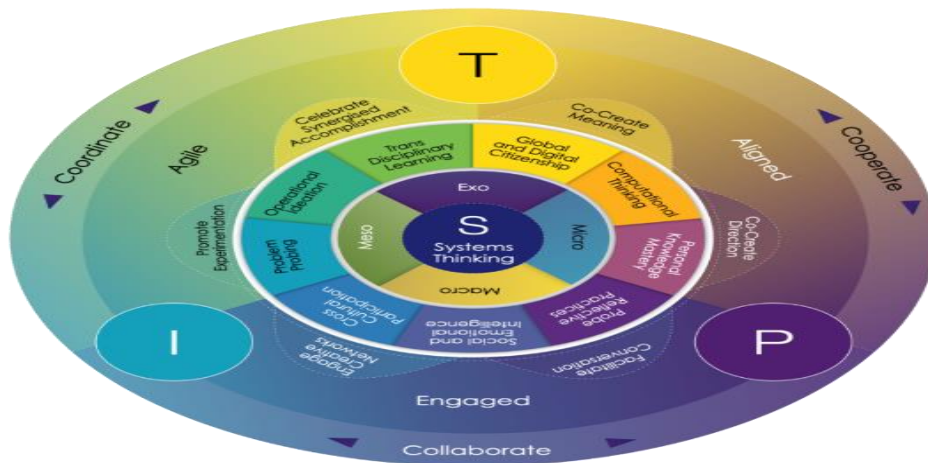 T
Coordinate
Cooperate
Agile
Aligned
Engaged
Collaborate
I
P
Celebrate
Synergised
Accomplishment
Co-Create
Meaning
Co-Create
Direction
Facilitate
Conversation
Engage
Creative
Networks
Promote
Experimentation
Trans
Disciplinary
Learning
Global
and Digital
Citizenship
Computational
Thinking
Personal
Knowledge
Mastery
Probe
Reflective
Practices
Social and
Emotional
Intelligence
Cross
Cultural
Participation
Problem
Probing
Operational
Ideation
Exo
Micro
Macro
Meso
S
Systems
Thinking